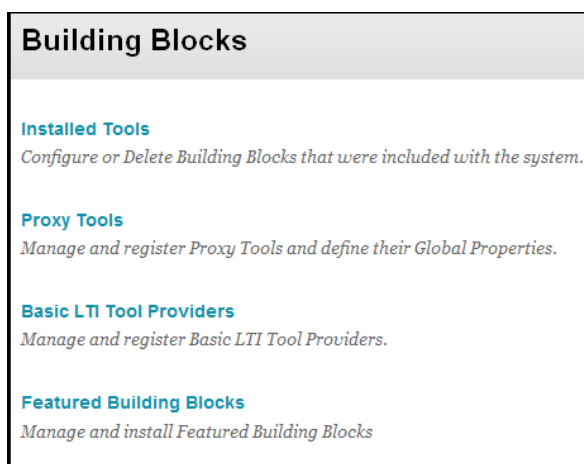 Building Blocks
Installed Tools
Configure or Delete Building Blocks that were included with the system.
Proxy Tools
Manage and register Proxy Tools and define their Global Properties.
Basic LTI Tool Providers
Manage and register Basic LTI Tool Providers.
Featured Building Blocks
Manage and install Featured Building Blocks